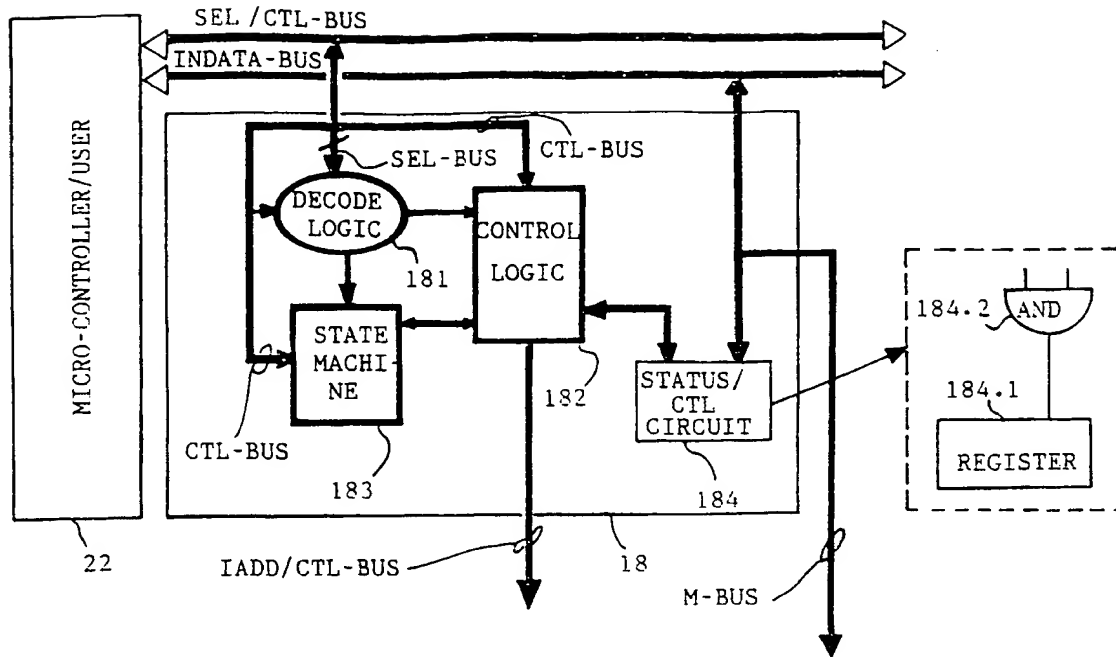 SEL/CTL-BUS
INDATA-BUS
MICRO-CONTROLLER/USER
22
CTL-BUS
SEL-BUS
DECODE
LOGIC
181
CONTROL
LOGIC
182
STATE
MACHI-
NE
183
CTL-BUS
STATUS/
CTL
CIRCUIT
184
18
IADD/CTL-BUS
M-BUS
184.2
AND
184.1
REGISTER